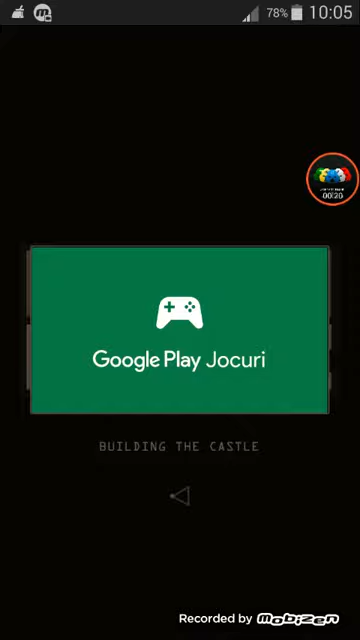 78% 10:05
00:20
Google Play Jocuri
BUILDING THE CASTLE
Recorded by Mobizen